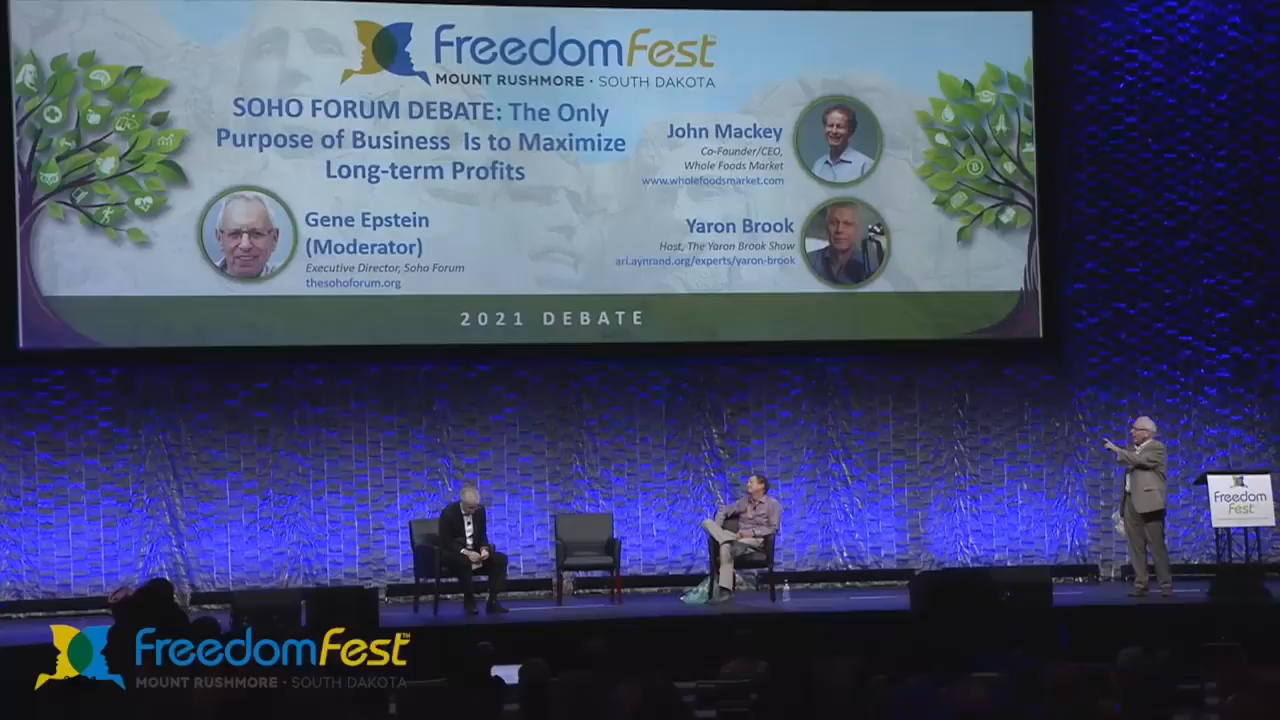 FreedomFest™
MOUNT RUSHMORE • SOUTH DAKOTA
SOHO FORUM DEBATE: The Only
Purpose of Business Is to Maximize
Long-term Profits
John Mackey
Co-Founder/CEO,
Whole Foods Market
www.wholefoodsmarket.com
Gene Epstein
(Moderator)
Executive Director, Soho Forum
thesohoforum.org
Yaron Brook
Host, The Yaron Brook Show
ari.aynrand.org/experts/yaron-brook
2021 DEBATE
Freedom
Fest
FreedomFest™
MOUNT RUSHMORE • SOUTH DAKOTA